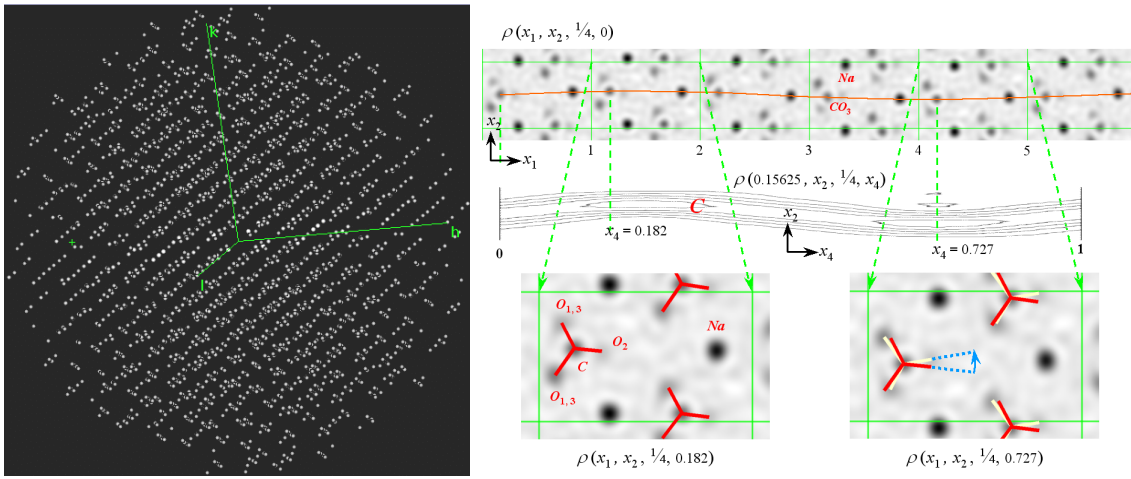 k
h
l
ρ(x₁, x₂, ¼, 0)
Na
CO₃
x₂
x₁
1 2 3 4 5
ρ(0.15625, x₂, ¼, x₄)
C
x₂
x₄ = 0.182
x₄
x₄ = 0.727
0
1
O₁,₃
Na
O₂
C
O₁,₃
ρ(x₁, x₂, ¼, 0.182)
ρ(x₁, x₂, ¼, 0.727)